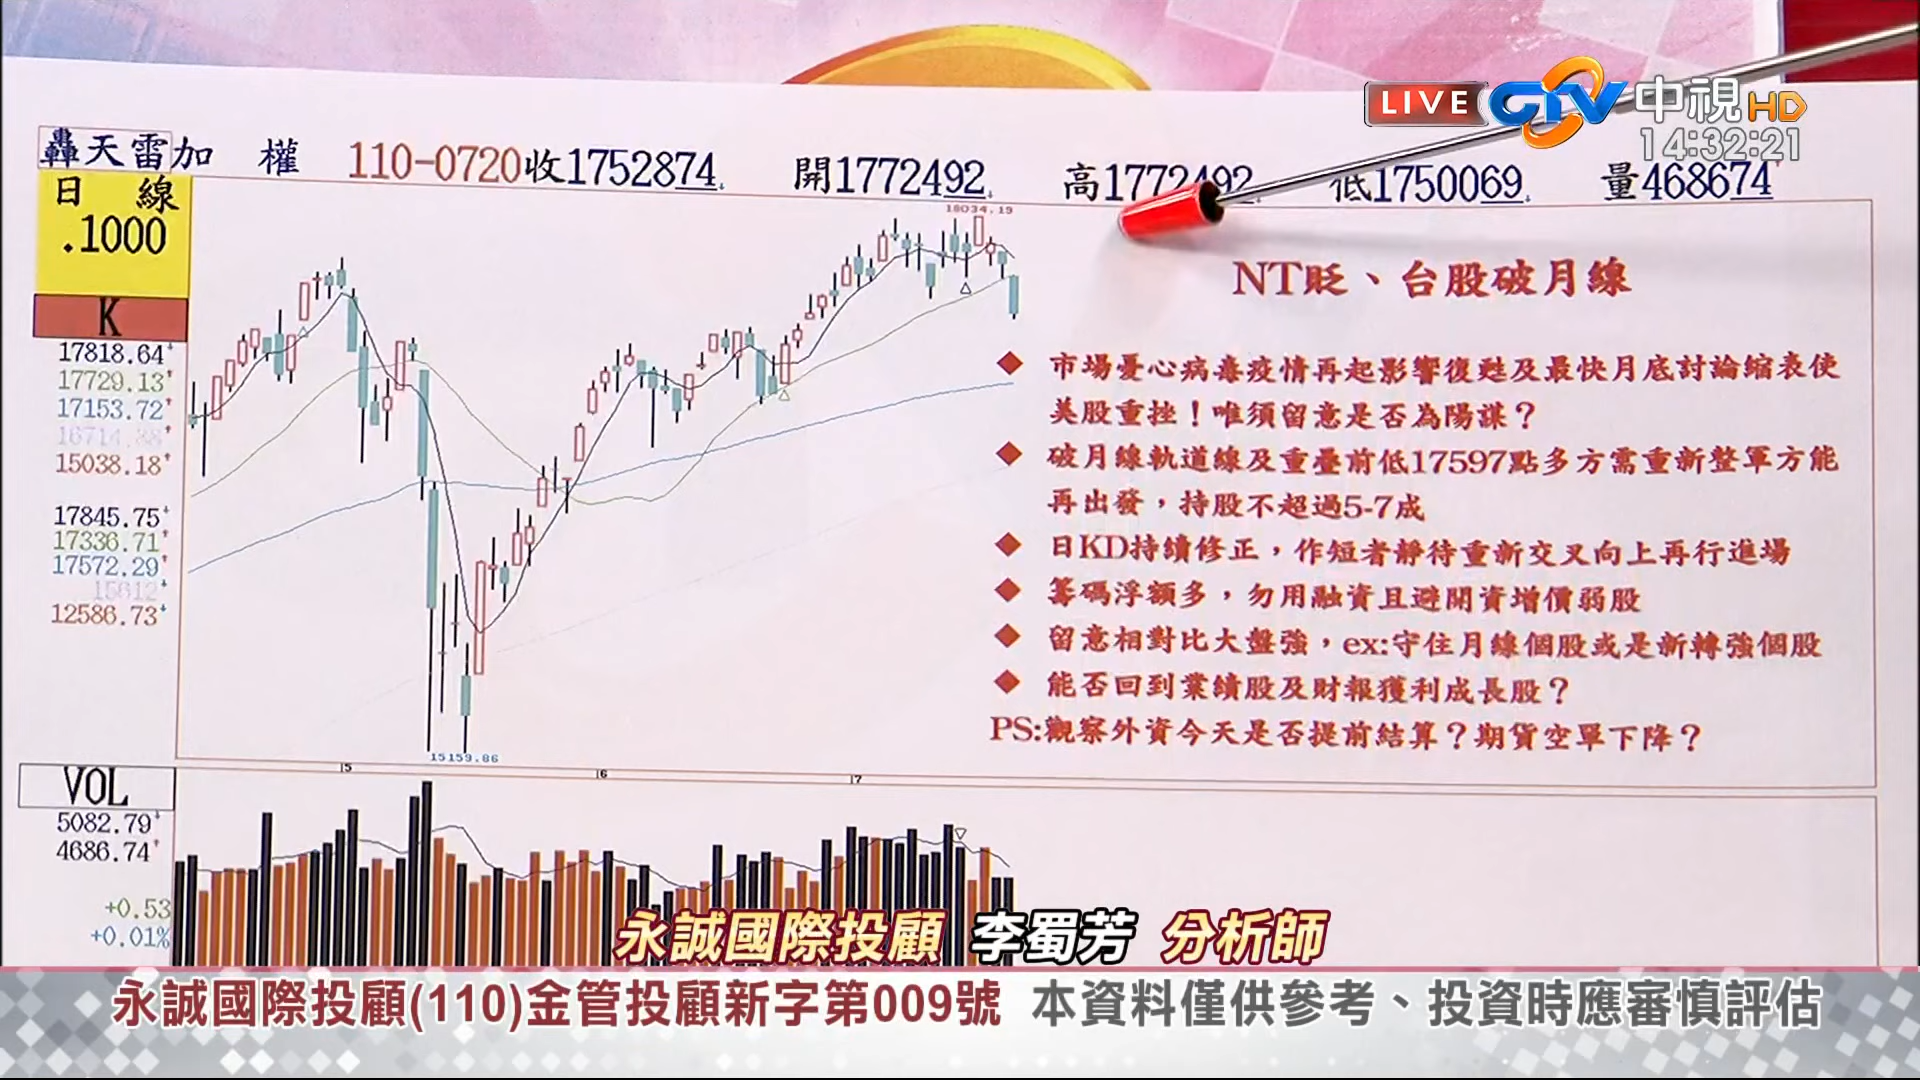 LIVE CTV 中視HD
14:32:21
轟天雷加 權 110-0720收1752874 開1772492 高1772492 低1750069 量468674
日 線
.1000
K
17818.64
17729.13
17153.72
15038.18
17845.75
17336.71
17572.29
15612
12586.73
18034.19
15159.86
NT貶、台股破月線
◆ 市場憂心病毒疫情再起影響復甦及最快月底討論縮表使
美股重挫！唯須留意是否為陽謀？
◆ 破月線軌道線及重疊前低17597點多方需重新整軍方能
再出發，持股不超過5-7成
◆ 日KD持續修正，作短者靜待重新交叉向上再行進場
◆ 籌碼浮額多，勿用融資且避開資增價弱股
◆ 留意相對比大盤強，ex:守住月線個股或是新轉強個股
◆ 能否回到業績股及財報獲利成長股？
PS:觀察外資今天是否提前結算？期貨空單下降？
5 6 7
VOL
5082.79
4686.74
+0.53
+0.01%
永誠國際投顧 李蜀芳 分析師
永誠國際投顧(110)金管投顧新字第009號 本資料僅供參考、投資時應審慎評估